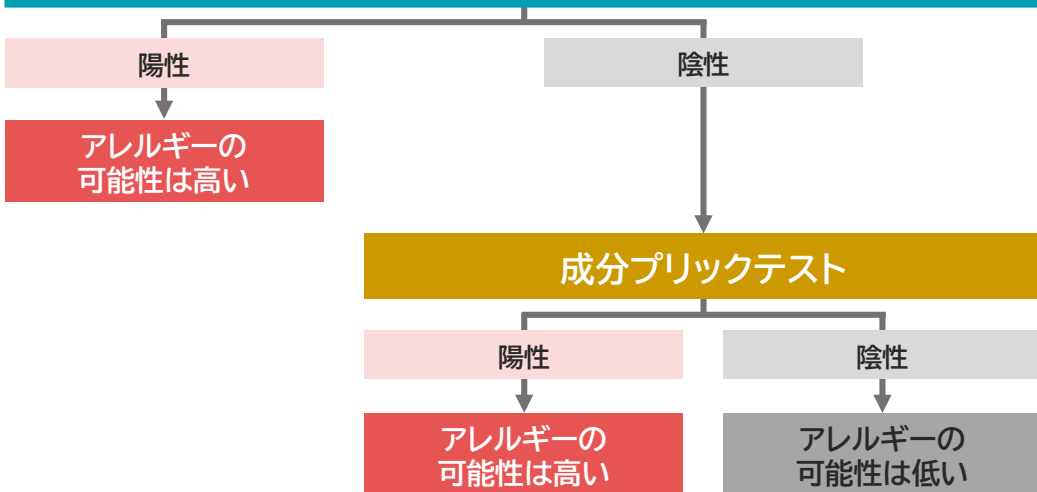 陽性
陰性
アレルギーの
可能性は高い
成分プリックテスト
陽性
陰性
アレルギーの
可能性は高い
アレルギーの
可能性は低い